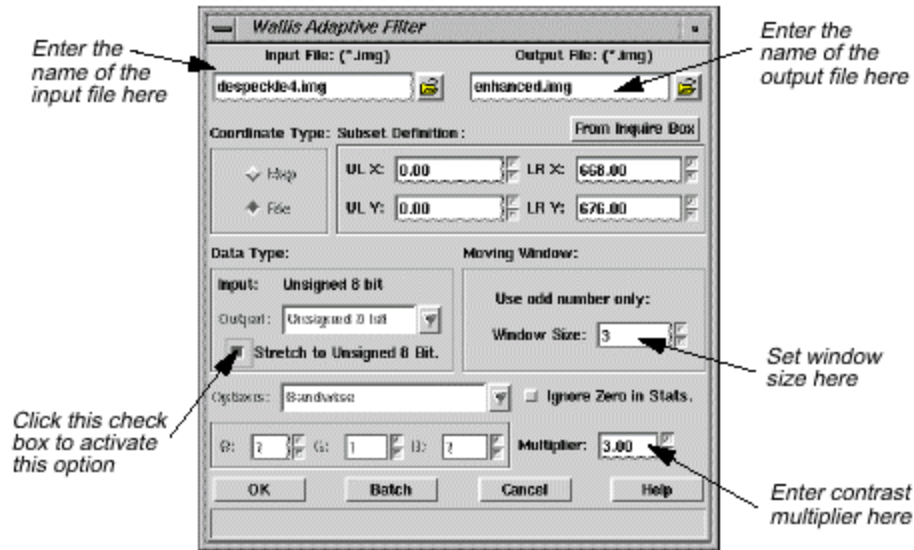 Wallis Adaptive Filter
Enter the
name of the
input file here
Input File: (*.img)
Output File: (*.img)
Enter the
name of the
output file here
despeckle4.img
enhanced.img
Coordinate Type:
Subset Definition:
From Inquire Box
Map
File
UL X: 0.00
LR X: 668.00
UL Y: 0.00
LR Y: 676.00
Data Type:
Moving Window:
Input: Unsigned 8 bit
Use odd number only:
Output: Unsigned 8 bit
Window Size: 3
Stretch to Unsigned 8 Bit.
Set window
size here
Click this check
box to activate
this option
Options: Bandwise
Ignore Zero in Stats.
G: 1
B: 2
Multiplier: 3.00
OK
Batch
Cancel
Help
Enter contrast
multiplier here